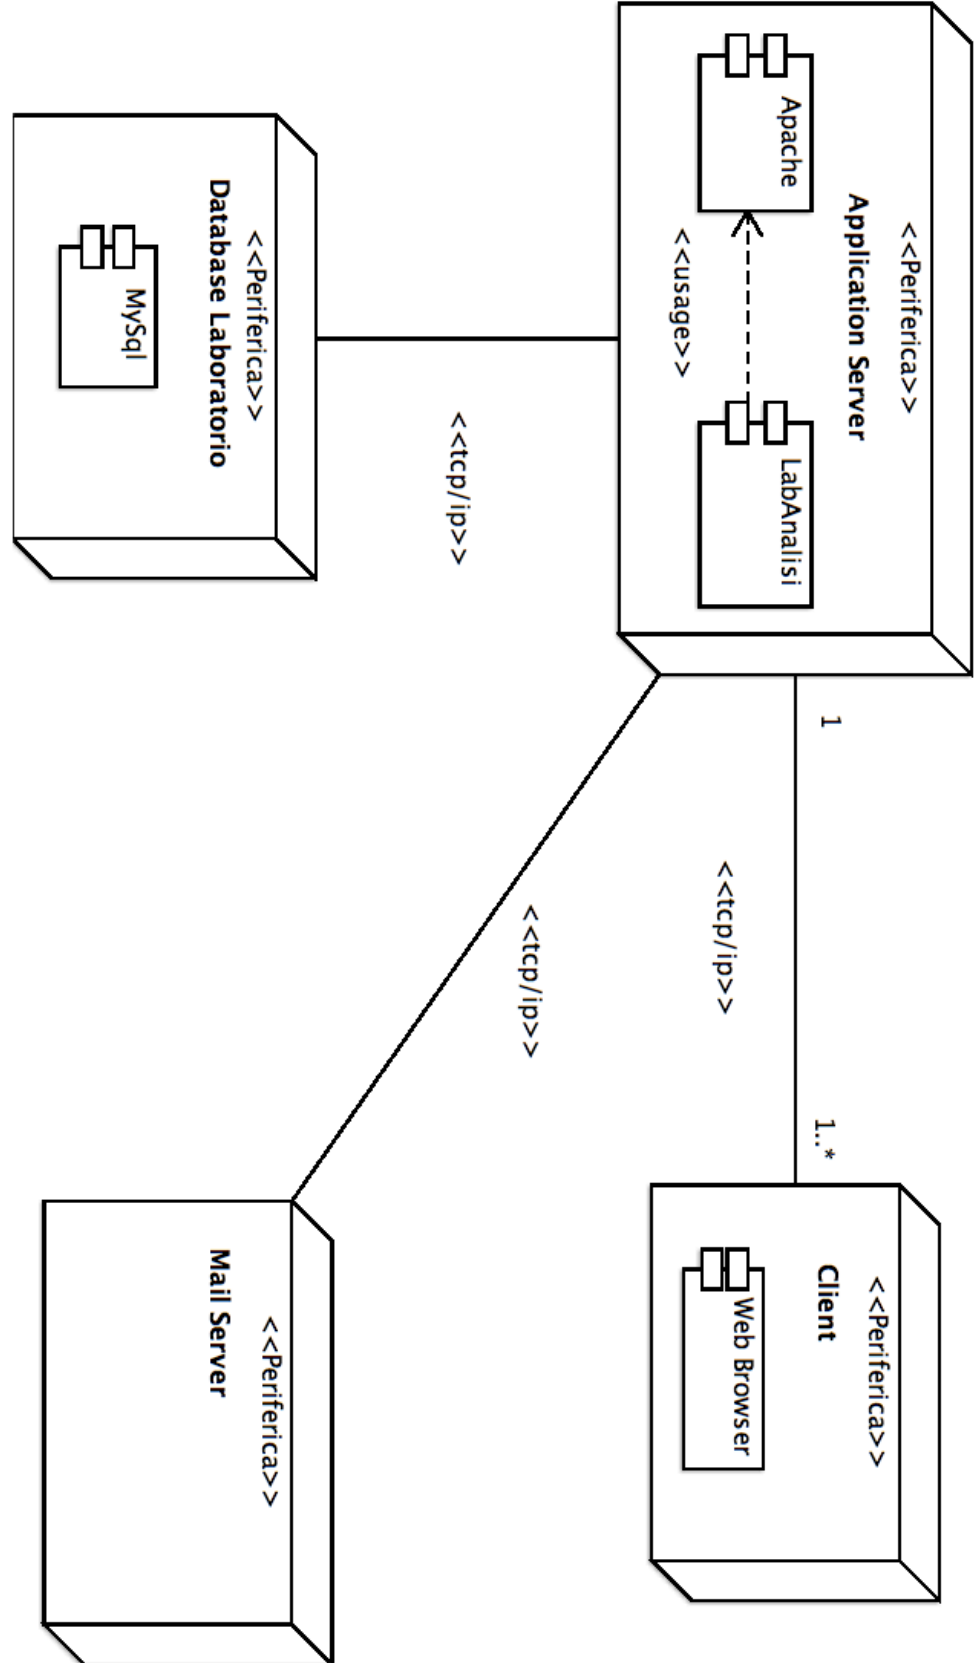 <<Periferica>>
Application Server
Apache
LabAnalisi
<<usage>>
1
<<tcp/ip>>
1..*
<<Periferica>>
Client
Web Browser
<<tcp/ip>>
<<tcp/ip>>
<<Periferica>>
Database Laboratorio
MySql
<<Periferica>>
Mail Server